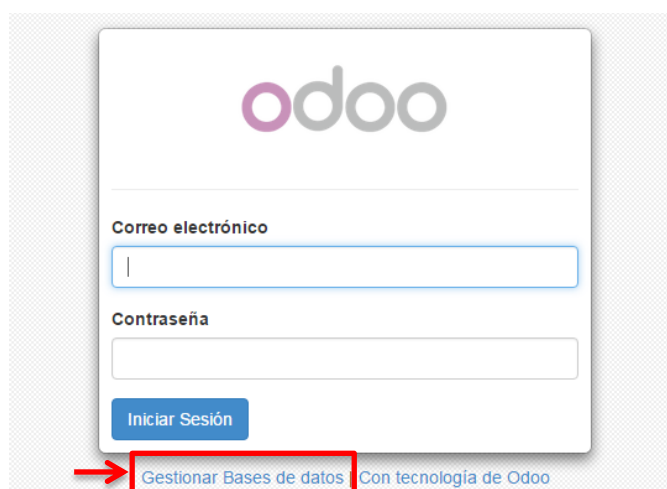 odoo
Correo electrónico
Contraseña
Iniciar Sesión
Gestionar Bases de datos | Con tecnología de Odoo